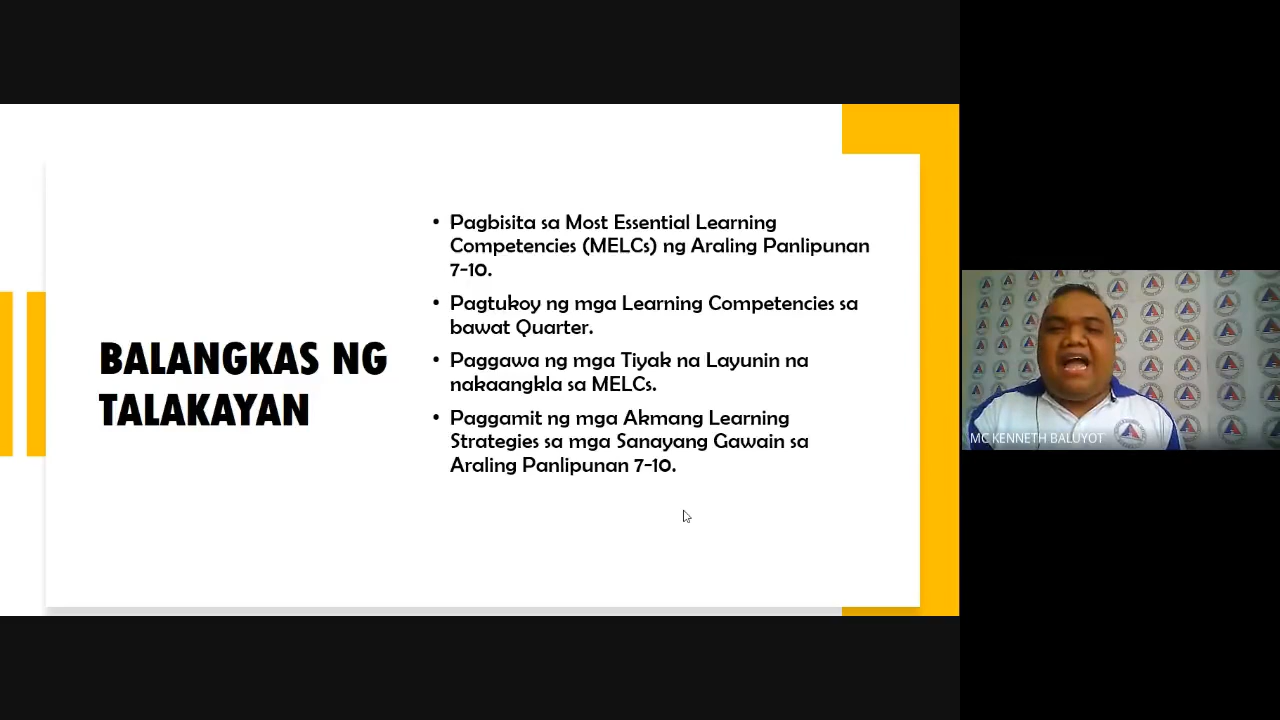 BALANGKAS NG
TALAKAYAN
• Pagbisita sa Most Essential Learning
Competencies (MELCs) ng Araling Panlipunan
7-10.
• Pagtukoy ng mga Learning Competencies sa
bawat Quarter.
• Paggawa ng mga Tiyak na Layunin na
nakaangkla sa MELCs.
• Paggamit ng mga Akmang Learning
Strategies sa mga Sanayang Gawain sa
Araling Panlipunan 7-10.
MC KENNETH BALUYOT